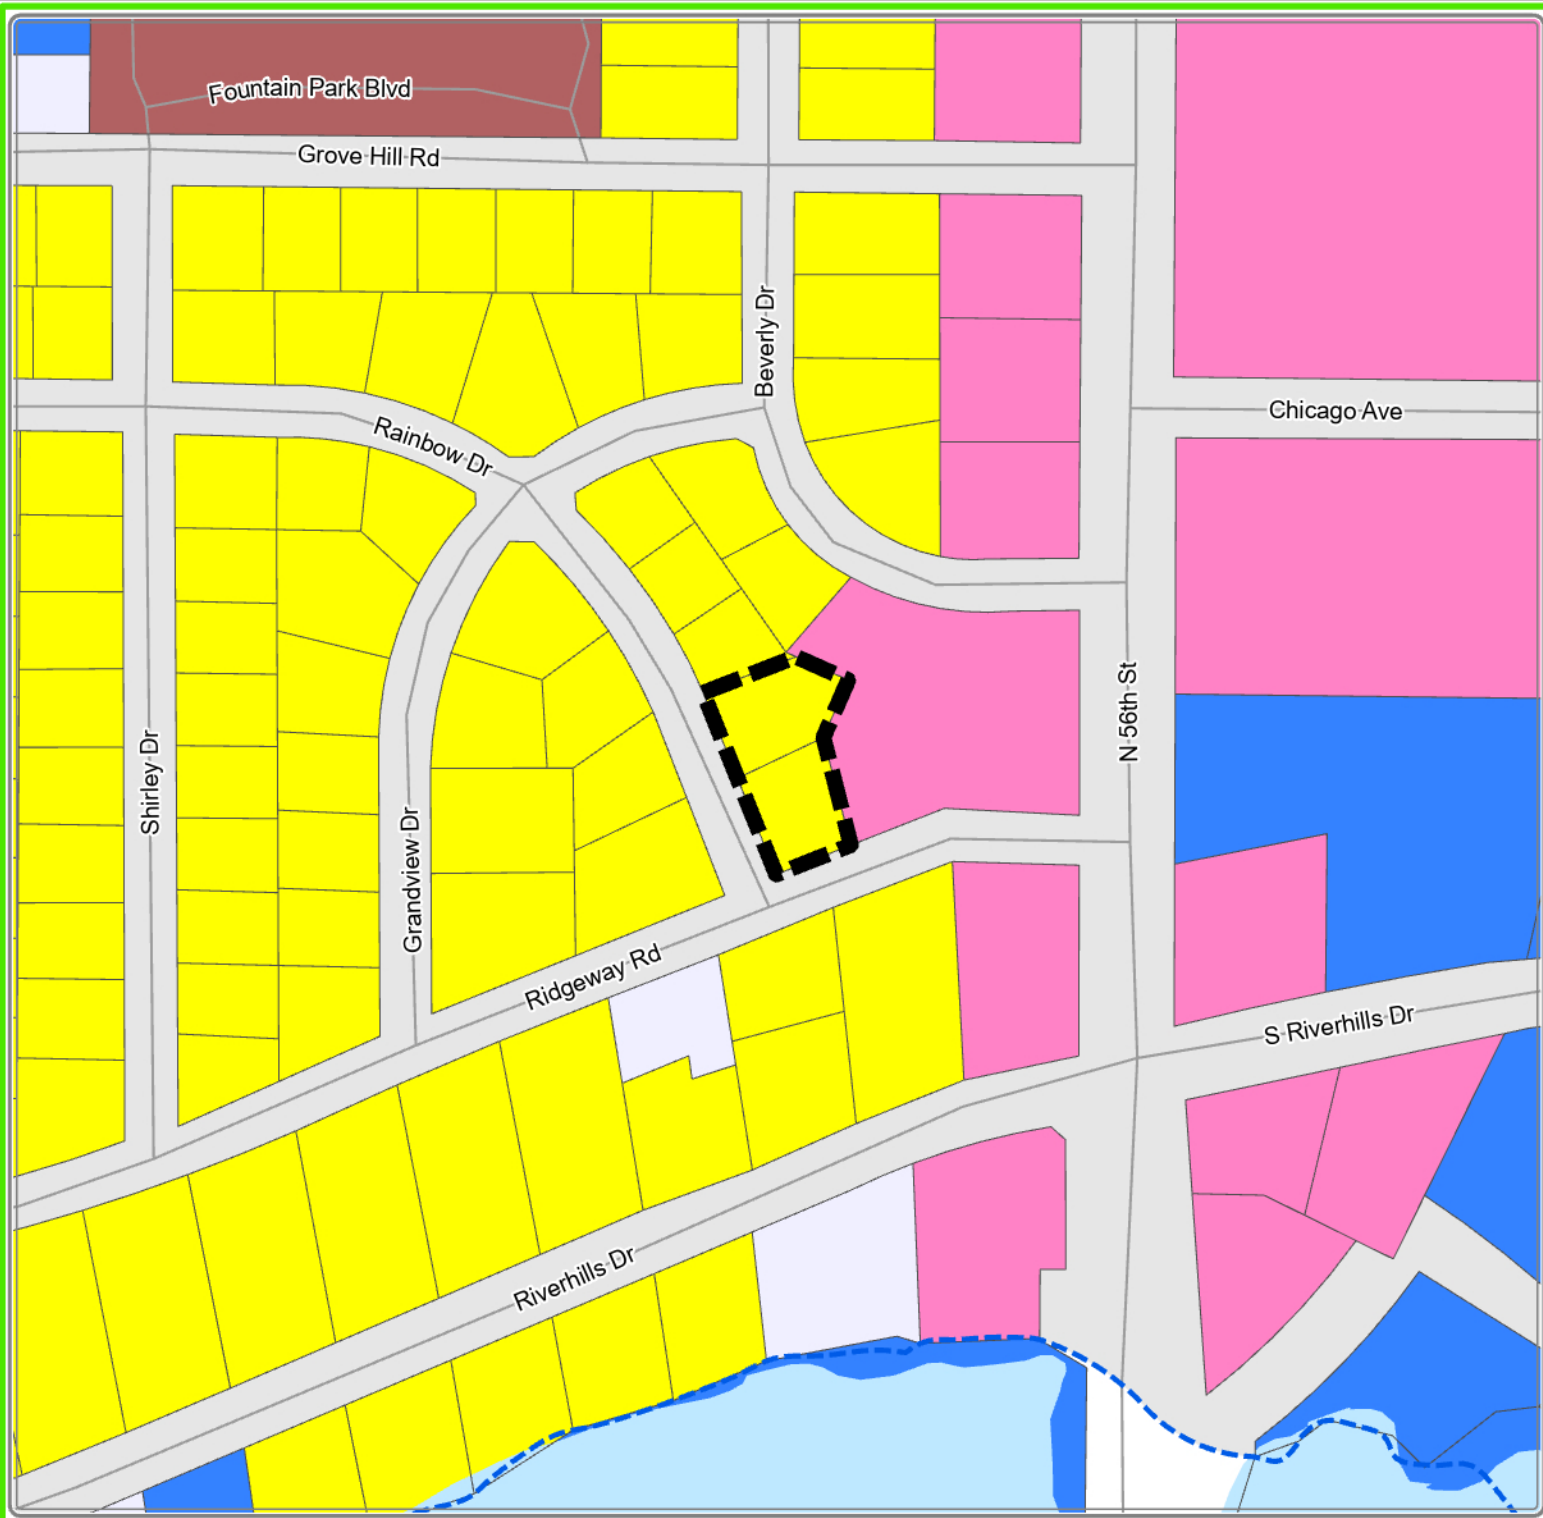 Fountain Park Blvd
Grove Hill Rd
Beverly Dr
Chicago Ave
Rainbow Dr
N 56th St
Shirley Dr
Grandview Dr
Ridgeway Rd
S Riverhills Dr
Riverhills Dr